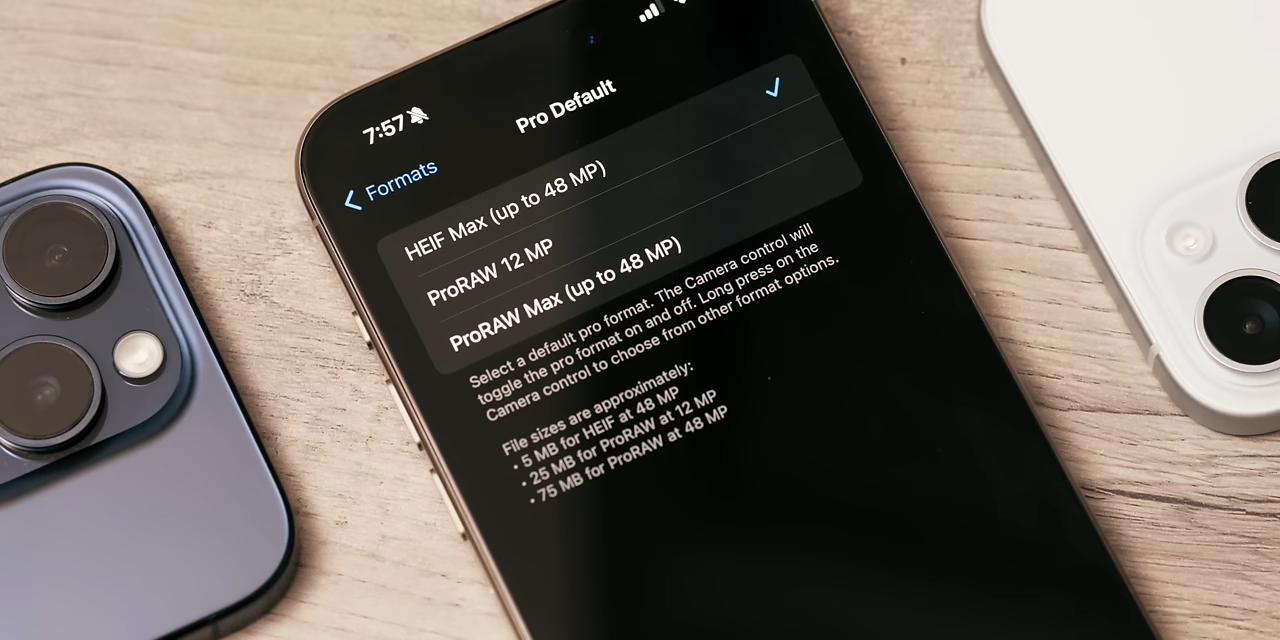 7:57
Pro Default
Formats
HEIF Max (up to 48 MP)
ProRAW 12 MP
ProRAW Max (up to 48 MP)
Select a default pro format. The Camera control will
toggle the pro format on and off. Long press on the
Camera control to choose from other format options.
File sizes are approximately:
• 5 MB for HEIF at 48 MP
• 25 MB for ProRAW at 12 MP
• 75 MB for ProRAW at 48 MP